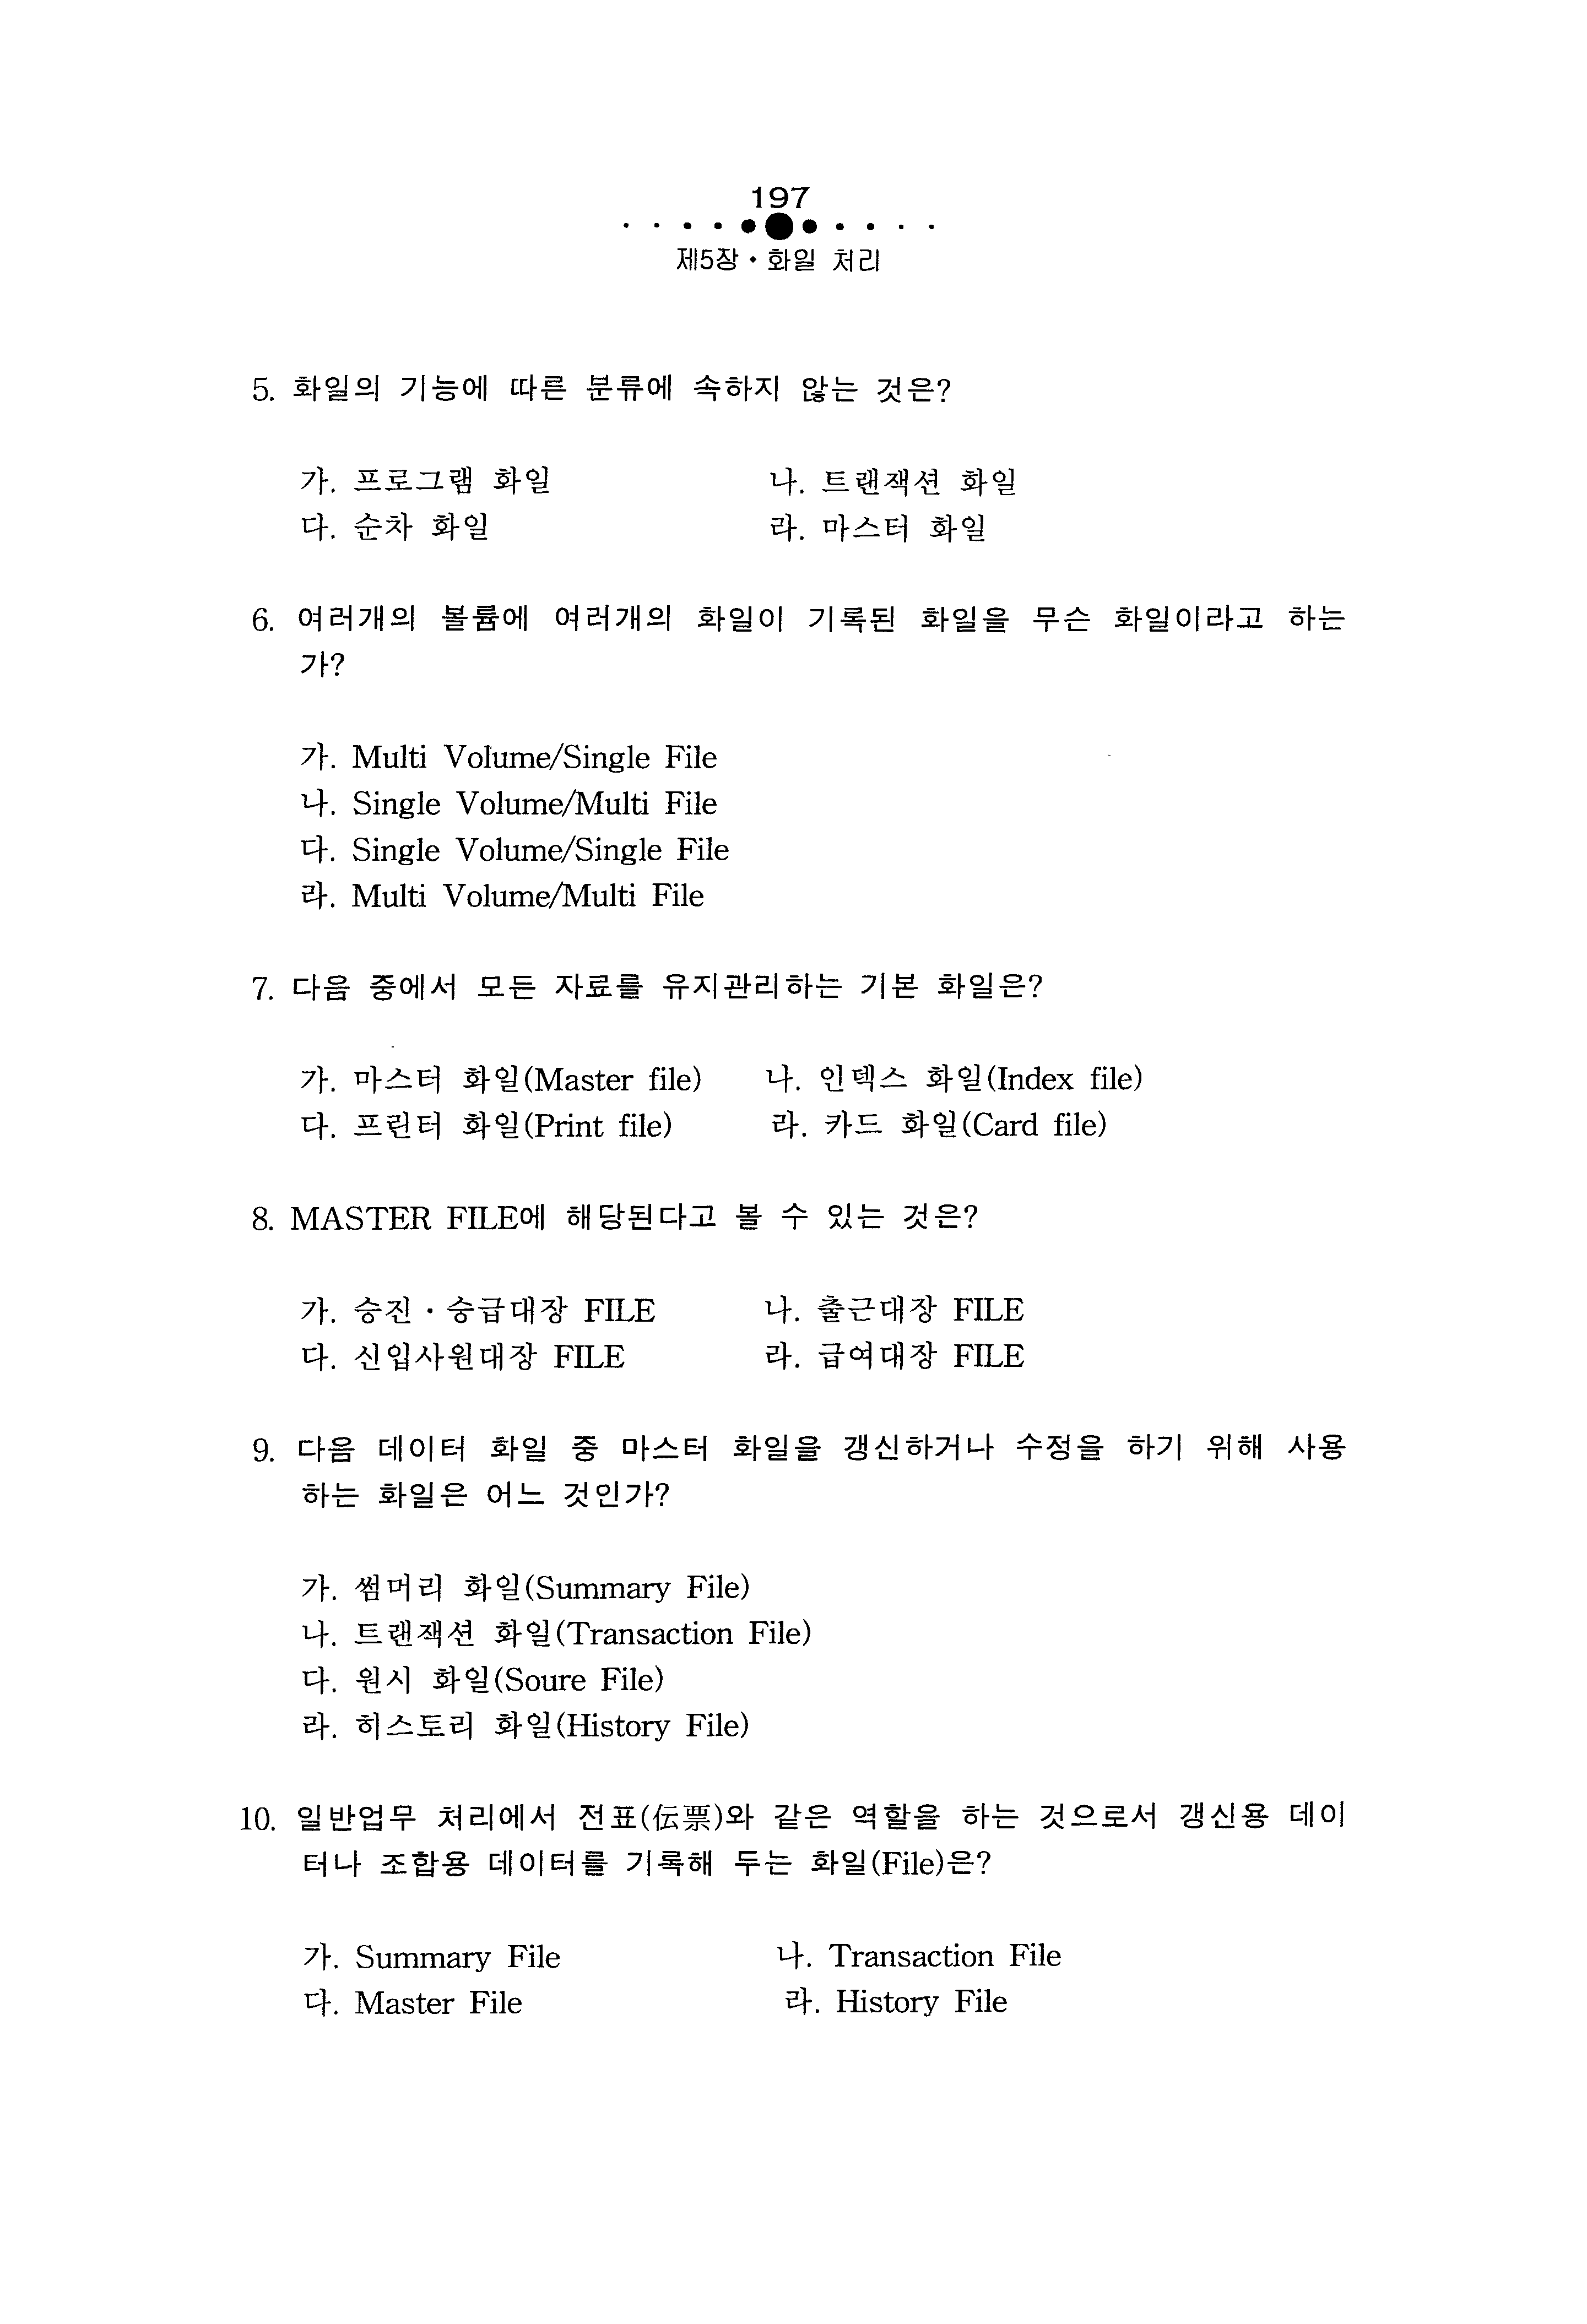 197
제5장 • 화일 처리
5. 화일의 기능에 따른 분류에 속하지 않는 것은?
가. 프로그램 화일 나. 트랜잭션 화일
다. 순차 화일 라. 마스터 화일
6. 여러개의 볼륨에 여러개의 화일이 기록된 화일을 무슨 화일이라고 하는
가?
가. Multi Volume/Single File
나. Single Volume/Multi File
다. Single Volume/Single File
라. Multi Volume/Multi File
7. 다음 중에서 모든 자료를 유지관리하는 기본 화일은?
가. 마스터 화일(Master file) 나. 인덱스 화일(Index file)
다. 프린터 화일(Print file) 라. 카드 화일(Card file)
8. MASTER FILE에 해당된다고 볼 수 있는 것은?
가. 승진・승급대장 FILE 나. 출근대장 FILE
다. 신입사원대장 FILE 라. 급여대장 FILE
9. 다음 데이터 화일 중 마스터 화일을 갱신하거나 수정을 하기 위해 사용
하는 화일은 어느 것인가?
가. 썸머리 화일(Summary File)
나. 트랜잭션 화일(Transaction File)
다. 원시 화일(Soure File)
라. 히스토리 화일(History File)
10. 일반업무 처리에서 전표(伝票)와 같은 역할을 하는 것으로서 갱신용 데이
터나 조합용 데이터를 기록해 두는 화일(File)은?
가. Summary File 나. Transaction File
다. Master File 라. History File